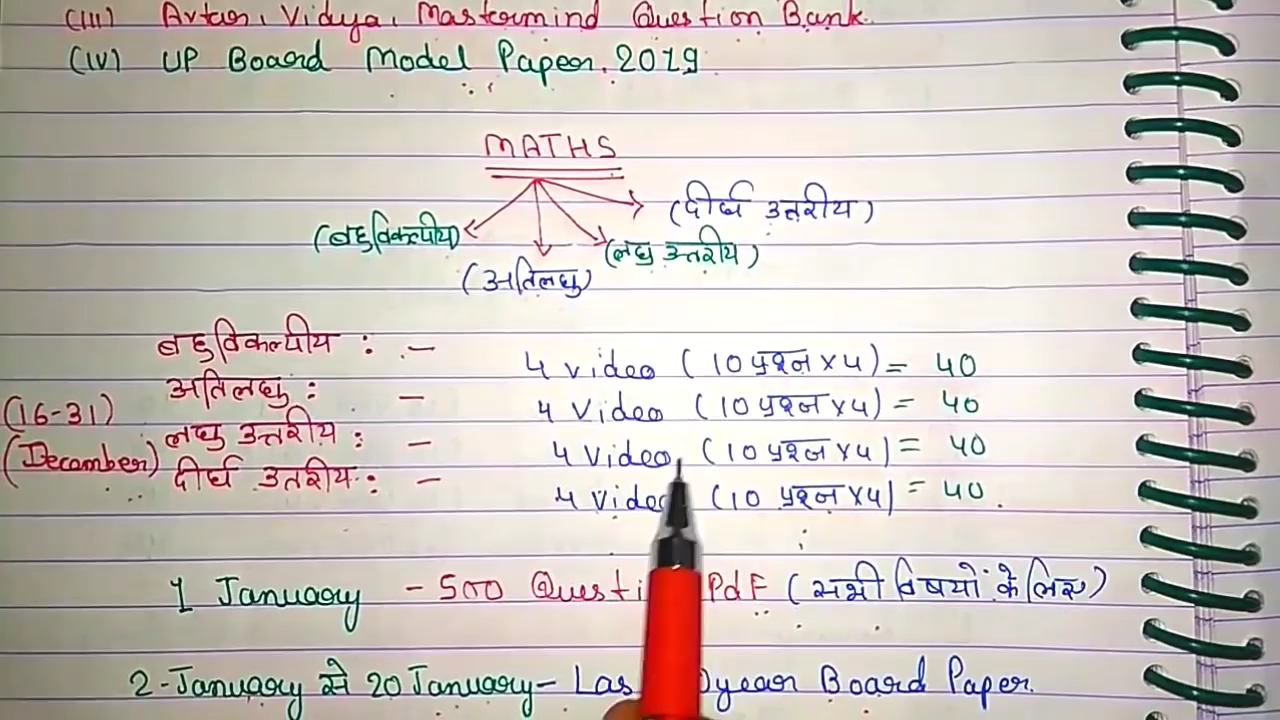 (III) Artan, Vidya, Mastermind Question Bank.
(IV) UP Board Model Paper. 2019
MATHS
(दीर्घ उत्तरीय)
(बहुविकल्पीय)
(लघु उत्तरीय)
(अतिलघु)
बहुविकल्पीय : - 4 video (10 प्रश्न x4) = 40
अतिलघु : - 4 Video (10 प्रश्न x4) = 40
(16-31)
लघु उत्तरीय : - 4 Video (10 प्रश्न x4) = 40
(December)
दीर्घ उत्तरीय : - 4 Video (10 प्रश्न x4) = 40.
1 January - 500 Questi PdF (सभी विषयों के लिए)
2-January से 20 January- Las year Board Paper.